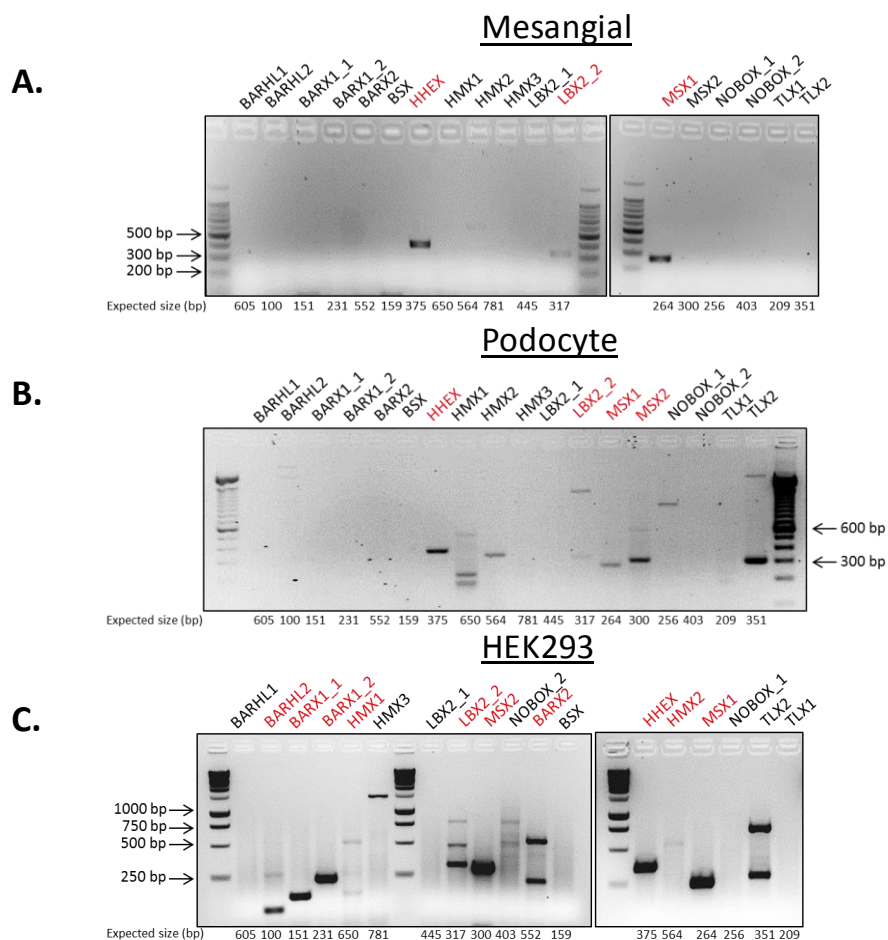 Mesangial
A.
BARHL1 BARHL2 BARX1_1 BARX1_2 BARX2 BSX HHEX HMX1 HMX2 HMX3 LBX2_1 LBX2_2 MSX1 MSX2 NOBOX_1 NOBOX_2 TLX1 TLX2
500 bp
300 bp
200 bp
Expected size (bp) 605 100 151 231 552 159 375 650 564 781 445 317 264 300 256 403 209 351
Podocyte
B.
BARHL1 BARHL2 BARX1_1 BARX1_2 BARX2 BSX HHEX HMX1 HMX2 HMX3 LBX2_1 LBX2_2 MSX1 MSX2 NOBOX_1 NOBOX_2 TLX1 TLX2
600 bp
300 bp
Expected size (bp) 605 100 151 231 552 159 375 650 564 781 445 317 264 300 256 403 209 351
HEK293
C.
BARHL1 BARHL2 BARX1_1 BARX1_2 HMX1 HMX3 LBX2_1 LBX2_2 MSX2 NOBOX_2 BARX2 BSX HHEX HMX2 MSX1 NOBOX_1 TLX2 TLX1
1000 bp
750 bp
500 bp
250 bp
Expected size (bp) 605 100 151 231 650 781 445 317 300 403 552 159 375 564 264 256 351 209